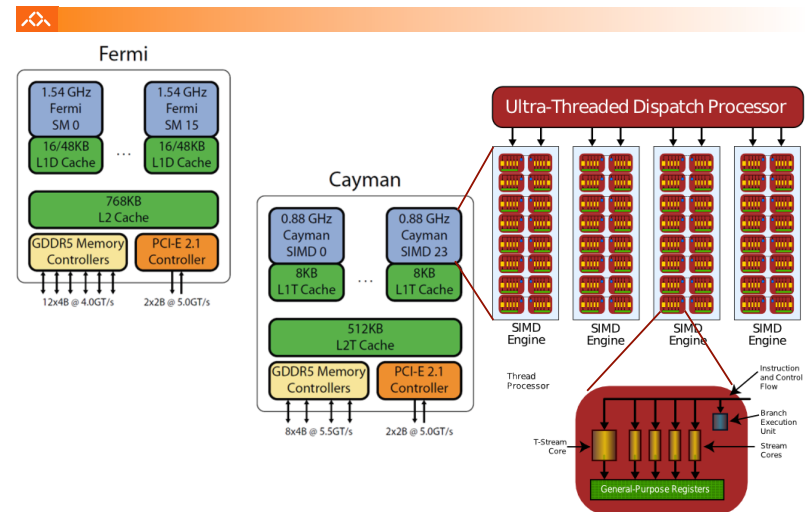 Fermi
1.54 GHz
Fermi
SM 0
1.54 GHz
Fermi
SM 15
16/48KB
L1D Cache
...
16/48KB
L1D Cache
768KB
L2 Cache
GDDR5 Memory
Controllers
PCI-E 2.1
Controller
12x4B @ 4.0GT/s
2x2B @ 5.0GT/s
Cayman
0.88 GHz
Cayman
SIMD 0
0.88 GHz
Cayman
SIMD 23
8KB
L1T Cache
...
8KB
L1T Cache
512KB
L2T Cache
GDDR5 Memory
Controllers
PCI-E 2.1
Controller
8x4B @ 5.5GT/s
2x2B @ 5.0GT/s
Ultra-Threaded Dispatch Processor
SIMD
Engine
SIMD
Engine
SIMD
Engine
SIMD
Engine
Thread
Processor
Instruction
and Control
Flow
Branch
Execution
Unit
T-Stream
Core
Stream
Cores
General-Purpose Registers